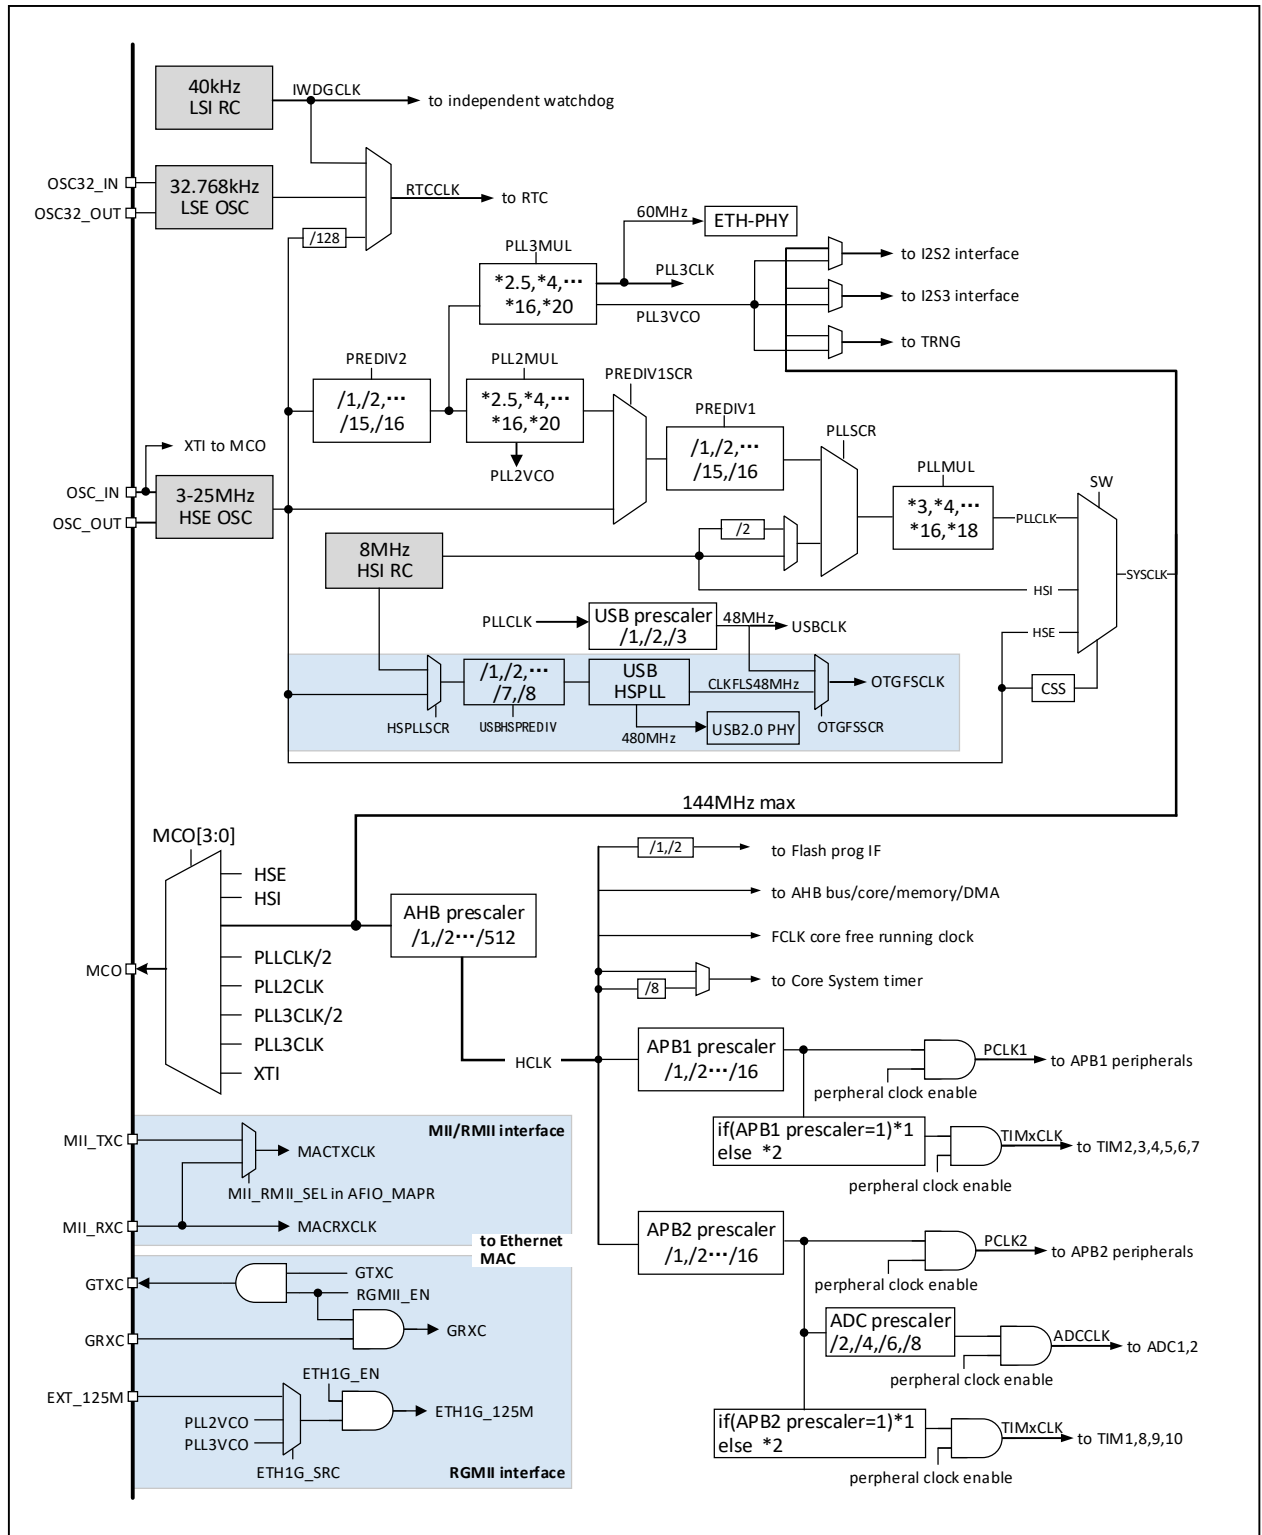 40kHz
LSI RC
IWDGCLK
to independent watchdog
OSC32_IN
OSC32_OUT
32.768kHz
LSE OSC
RTCCLK
to RTC
/128
60MHz
ETH-PHY
PLL3MUL
*2.5,*4,···
*16,*20
PLL3CLK
PLL3VCO
to I2S2 interface
to I2S3 interface
to TRNG
PREDIV2
/1,/2,···
/15,/16
PLL2MUL
*2.5,*4,···
*16,*20
PLL2VCO
PREDIV1SCR
PREDIV1
/1,/2,···
/15,/16
PLLSCR
PLLMUL
*3,*4,···
*16,*18
PLLCLK
SW
XTI to MCO
OSC_IN
OSC_OUT
3-25MHz
HSE OSC
8MHz
HSI RC
/2
HSI
SYSCLK
HSE
CSS
PLLCLK
USB prescaler
/1,/2,/3
48MHz
USBCLK
/1,/2,···
/7,/8
USB
HSPLL
CLKFLS48MHz
OTGFSCLK
HSPLLSCR
USBHSPREDIV
480MHz
USB2.0 PHY
OTGFSSCR
144MHz max
MCO[3:0]
HSE
HSI
PLLCLK/2
PLL2CLK
PLL3CLK/2
PLL3CLK
XTI
MCO
AHB prescaler
/1,/2···/512
HCLK
/1,/2
to Flash prog IF
to AHB bus/core/memory/DMA
FCLK core free running clock
/8
to Core System timer
APB1 prescaler
/1,/2···/16
PCLK1
to APB1 peripherals
perpheral clock enable
if(APB1 prescaler=1)*1
else *2
TIMxCLK
to TIM2,3,4,5,6,7
perpheral clock enable
APB2 prescaler
/1,/2···/16
PCLK2
to APB2 peripherals
perpheral clock enable
ADC prescaler
/2,/4,/6,/8
ADCCLK
to ADC1,2
perpheral clock enable
if(APB2 prescaler=1)*1
else *2
TIMxCLK
to TIM1,8,9,10
perpheral clock enable
MII_TXC
MII/RMII interface
MACTXCLK
MII_RMII_SEL in AFIO_MAPR
MII_RXC
MACRXCLK
to Ethernet
MAC
GTXC
GTXC
RGMII_EN
GRXC
GRXC
ETH1G_EN
EXT_125M
PLL2VCO
PLL3VCO
ETH1G_125M
ETH1G_SRC
RGMII interface